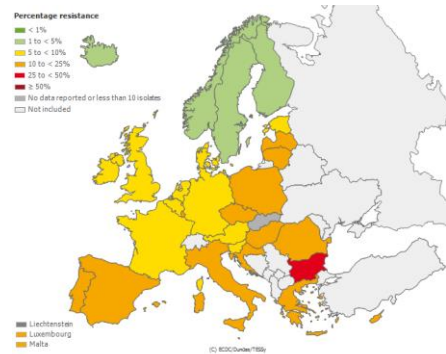 Percentage resistance
< 1%
1 to < 5%
5 to < 10%
10 to < 25%
25 to < 50%
≥ 50%
No data reported or less than 10 isolates
Not included
Liechtenstein
Luxembourg
Malta
(C) ECDC/Dundas/TESSy